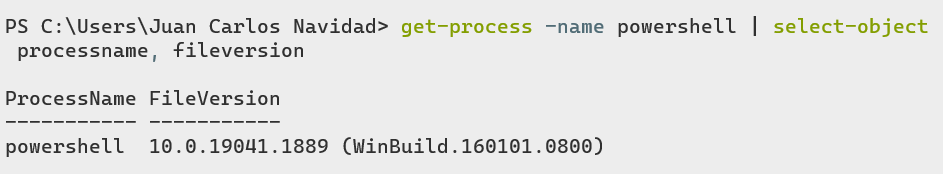 PS C:\Users\Juan Carlos Navidad> get-process -name powershell | select-object
 processname, fileversion

ProcessName FileVersion
----------- -----------
powershell  10.0.19041.1889 (WinBuild.160101.0800)